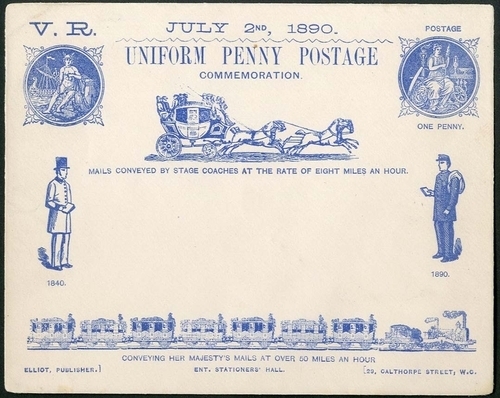 V. R. JULY 2ND, 1890. POSTAGE
UNIFORM PENNY POSTAGE
COMMEMORATION.
ONE PENNY.
MAILS CONVEYED BY STAGE COACHES AT THE RATE OF EIGHT MILES AN HOUR.
1840. 1890.
CONVEYING HER MAJESTY'S MAILS AT OVER 50 MILES AN HOUR
ELLIOT, PUBLISHER.] ENT. STATIONERS' HALL. [29, CALTHORPE STREET, W.C.